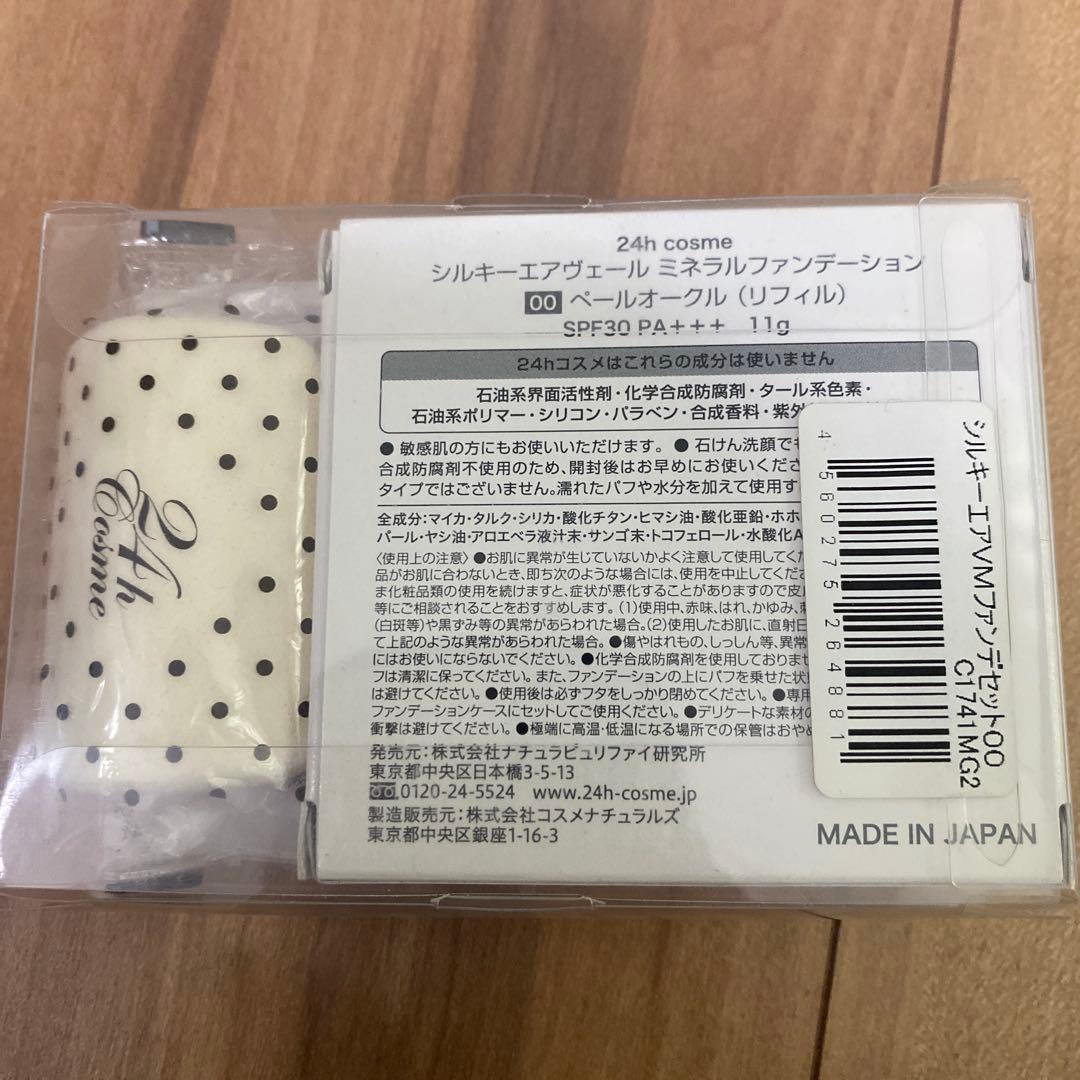 24h cosme
シルキーエアヴェール ミネラルファンデーション
00 ペールオークル（リフィル）
SPF30 PA+++ 11g
24hコスメはこれらの成分は使いません
石油系界面活性剤・化学合成防腐剤・タール系色素・
石油系ポリマー・シリコン・パラベン・合成香料・紫外
● 敏感肌の方にもお使いいただけます。 ● 石けん洗顔で
合成防腐剤不使用のため、開封後はお早めにお使いくださ
タイプではございません。濡れたパフや水分を加えて使用す
全成分：マイカ・タルク・シリカ・酸化チタン・ヒマシ油・酸化亜鉛・ホホ
パール・ヤシ油・アロエベラ液汁末・サンゴ末・トコフェロール・水酸化A
〈使用上の注意〉●お肌に異常が生じていないかよく注意して使用してくだ
品がお肌に合わないとき、即ち次のような場合には、使用を中止してくだ
ま化粧品類の使用を続けますと、症状が悪化することがありますので皮
等にご相談されることをおすすめします。(1)使用中、赤味、はれ、かゆみ、刺
(白斑等)や黒ずみ等の異常があらわれた場合。(2)使用したお肌に、直射日
て上記のような異常があらわれた場合。●傷やはれもの、しっしん等、異常
にはお使いにならないでください。●化学合成防腐剤を使用しておりませ
フは清潔に保ってください。また、ファンデーションの上にパフを乗せた状
は避けてください。●使用後は必ずフタをしっかり閉めてください。●専用
ファンデーションケースにセットしてご使用ください。●デリケートな素材の
衝撃は避けてください。●極端に高温・低温になる場所での保管はおやめ
発売元：株式会社ナチュラピュリファイ研究所
東京都中央区日本橋3-5-13
0120-24-5524 www.24h-cosme.jp
製造販売元：株式会社コスメナチュラルズ
東京都中央区銀座1-16-3
MADE IN JAPAN
シルキーエアVMファンデセット00
C1741MG2
4560275264881
24h
Cosme